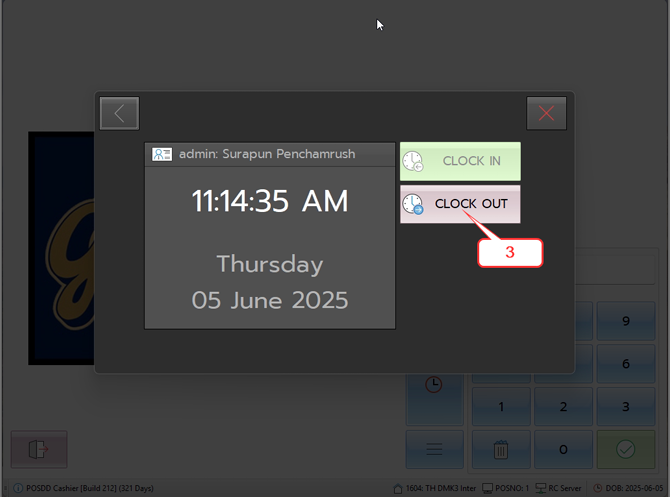 admin: Surapun Penchamrush
CLOCK IN
11:14:35 AM
CLOCK OUT
3
Thursday
05 June 2025
9
6
1 2 3
0
POSDD Cashier [Build 212] (321 Days) 1604: TH DMK3 Inter POSNO: 1 RC Server DOB: 2025-06-05